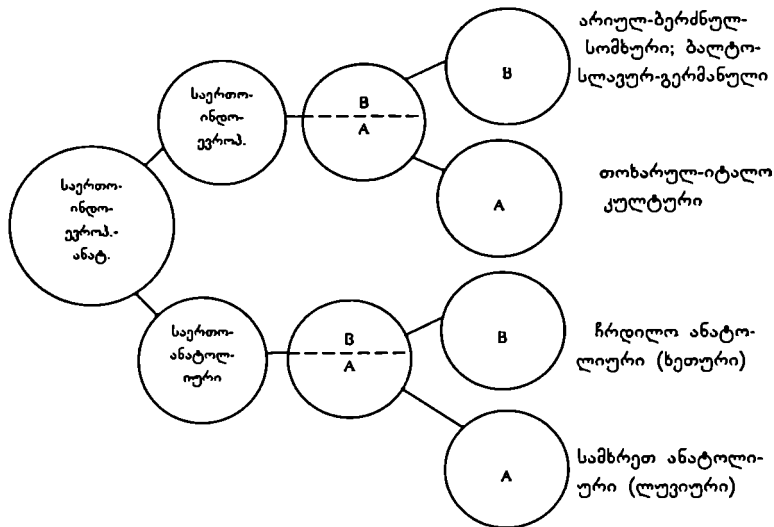 არიულ-ბერძნულ-
სომხური; ბალტო-
სლავურ-გერმანული
B
საერთო-
ინდო-
ევროპ.
B
A
თოხარულ-იტალო
კულტური
A
საერთო-
ინდო-
ევროპ.-
ანატ.
საერთო-
ანატოლ-
იური
B
A
B
ჩრდილო ანატო-
ლიური (ხეთური)
A
სამხრეთ ანატოლი-
ური (ლუვიური)